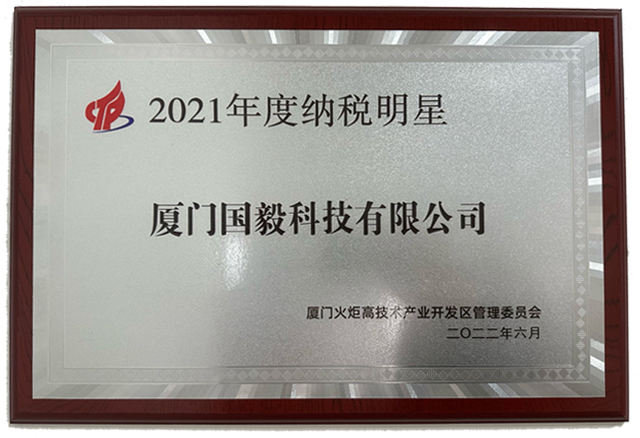 2021年度纳税明星
厦门国毅科技有限公司
厦门火炬高技术产业开发区管理委员会
二〇二二年六月